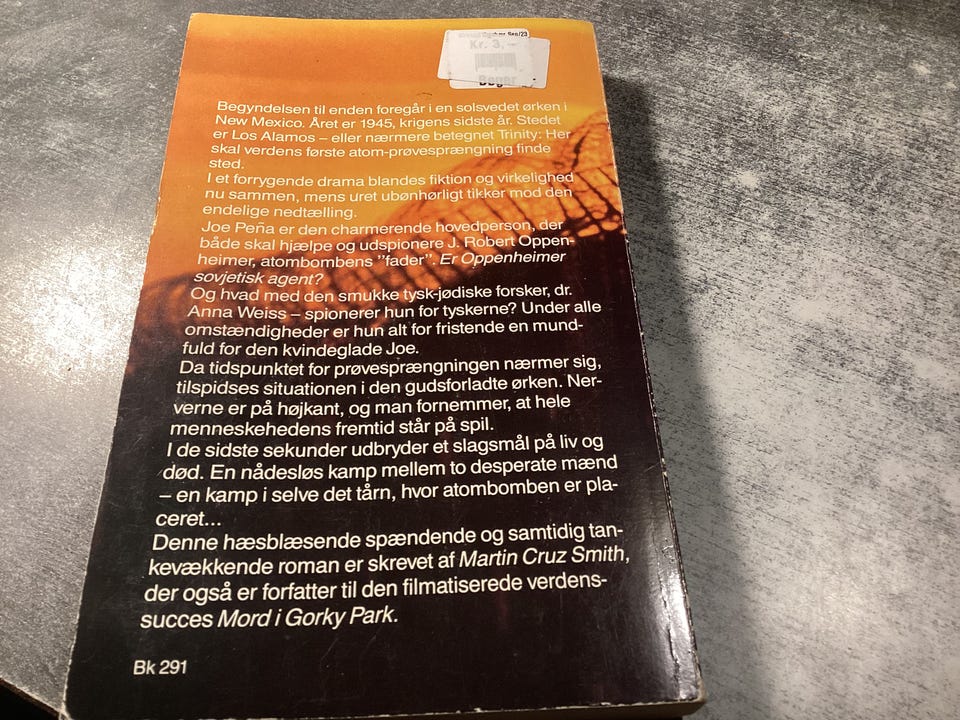 Sep/23
Kr. 3,-
Bøger
Begyndelsen til enden foregår i en solsvedet ørken i
New Mexico. Året er 1945, krigens sidste år. Stedet
er Los Alamos – eller nærmere betegnet Trinity: Her
skal verdens første atom-prøvesprængning finde
sted.
I et forrygende drama blandes fiktion og virkelighed
nu sammen, mens uret ubønhørligt tikker mod den
endelige nedtælling.
Joe Peña er den charmerende hovedperson, der
både skal hjælpe og udspionere J. Robert Oppen-
heimer, atombombens ”fader”. Er Oppenheimer
sovjetisk agent?
Og hvad med den smukke tysk-jødiske forsker, dr.
Anna Weiss – spionerer hun for tyskerne? Under alle
omstændigheder er hun alt for fristende en mund-
fuld for den kvindeglade Joe.
Da tidspunktet for prøvesprængningen nærmer sig,
tilspidses situationen i den gudsforladte ørken. Ner-
verne er på højkant, og man fornemmer, at hele
menneskehedens fremtid står på spil.
I de sidste sekunder udbryder et slagsmål på liv og
død. En nådesløs kamp mellem to desperate mænd
– en kamp i selve det tårn, hvor atombomben er pla-
ceret...
Denne hæsblæsende spændende og samtidig tan-
kevækkende roman er skrevet af Martin Cruz Smith,
der også er forfatter til den filmatiserede verdens-
succes Mord i Gorky Park.
Bk 291